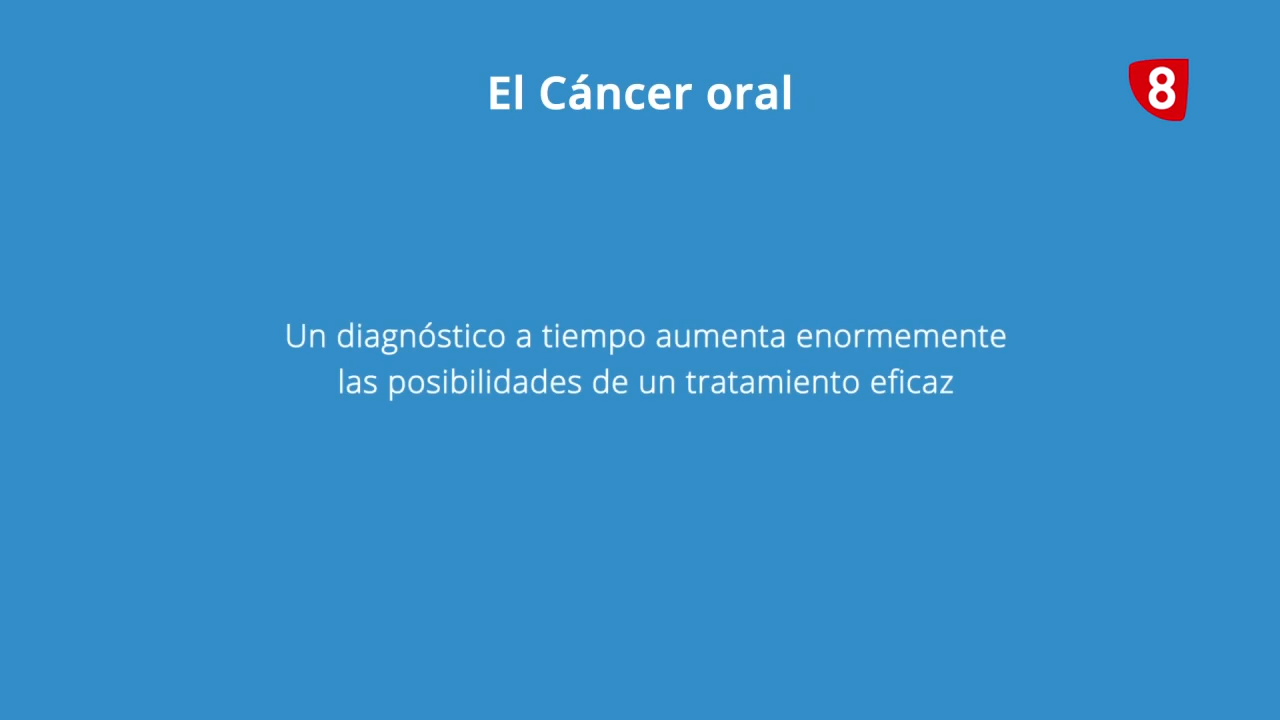 El Cáncer oral
8
Un diagnóstico a tiempo aumenta enormemente
las posibilidades de un tratamiento eficaz